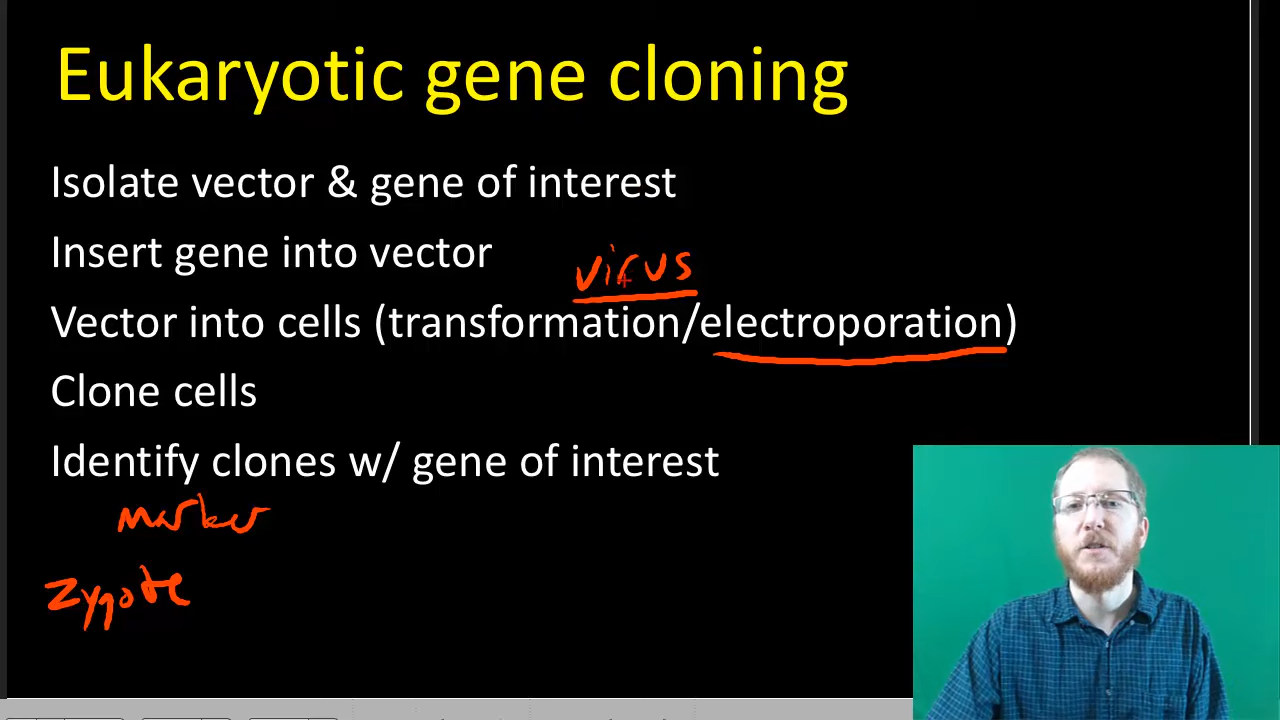 Eukaryotic gene cloning
Isolate vector & gene of interest
Insert gene into vector
virus
Vector into cells (transformation/electroporation)
Clone cells
Identify clones w/ gene of interest
marker
zygote